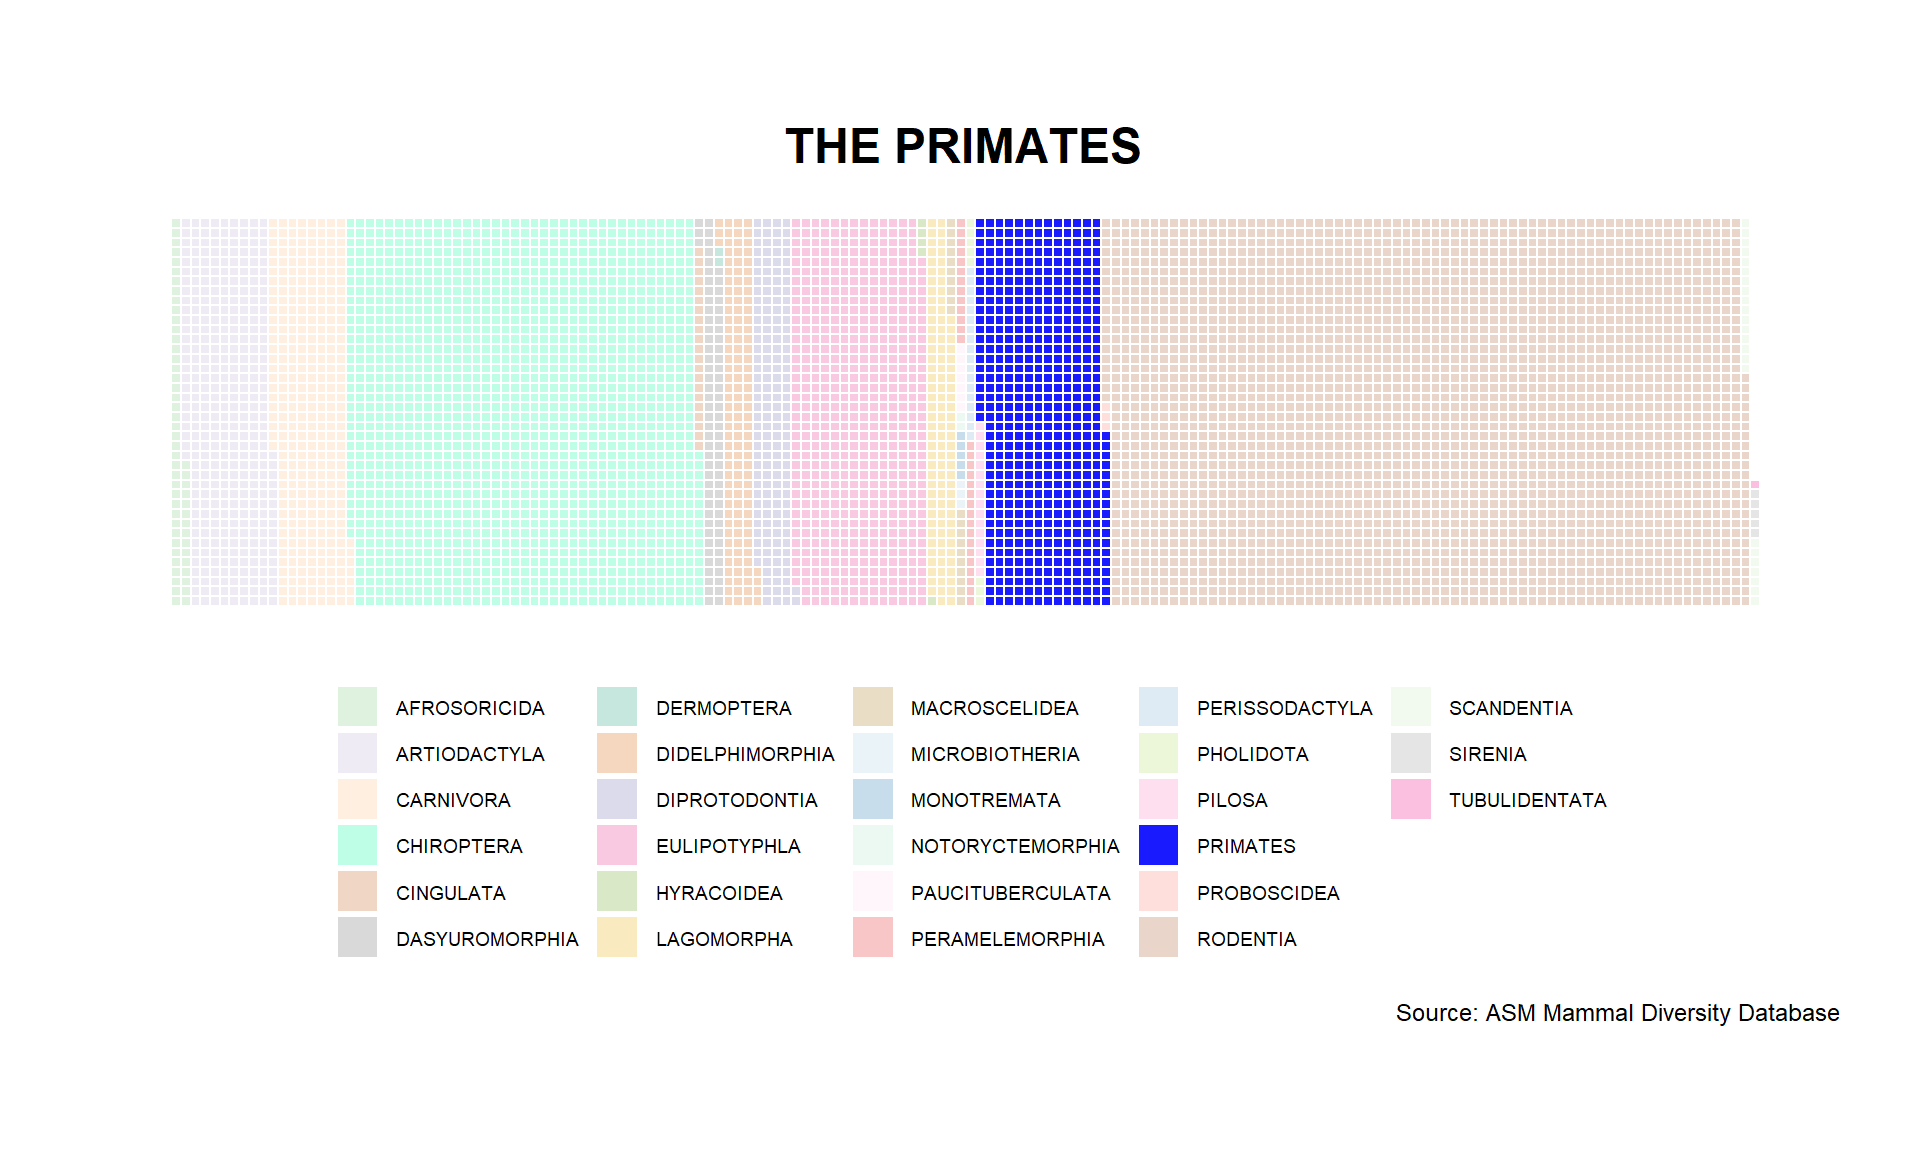 THE PRIMATES
AFROSORICIDA
ARTIODACTYLA
CARNIVORA
CHIROPTERA
CINGULATA
DASYUROMORPHIA
DERMOPTERA
DIDELPHIMORPHIA
DIPROTODONTIA
EULIPOTYPHLA
HYRACOIDEA
LAGOMORPHA
MACROSCELIDEA
MICROBIOTHERIA
MONOTREMATA
NOTORYCTEMORPHIA
PAUCITUBERCULATA
PERAMELEMORPHIA
PERISSODACTYLA
PHOLIDOTA
PILOSA
PRIMATES
PROBOSCIDEA
RODENTIA
SCANDENTIA
SIRENIA
TUBULIDENTATA
Source: ASM Mammal Diversity Database